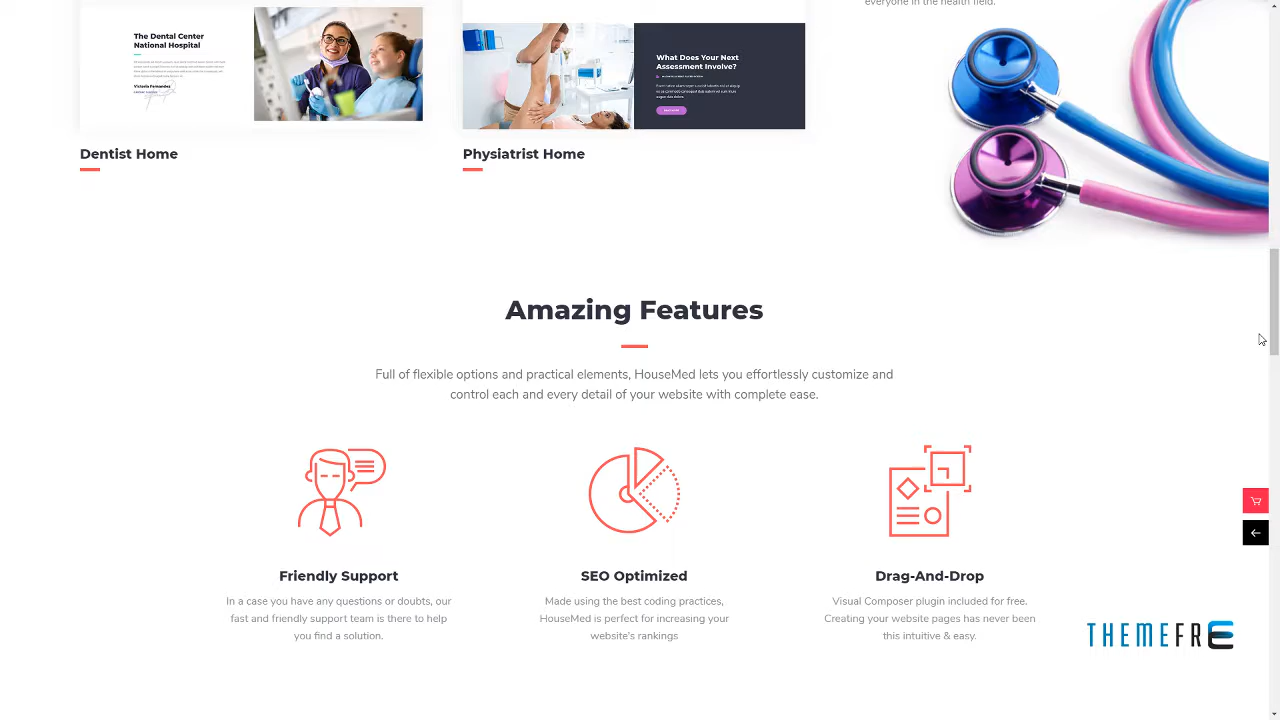 everyone in the health field.
The Dental Center
National Hospital
Victoria Fernandez
What Does Your Next
Assessment Involve?
Dentist Home
Physiatrist Home
Amazing Features
Full of flexible options and practical elements, HouseMed lets you effortlessly customize and
control each and every detail of your website with complete ease.
Friendly Support
In a case you have any questions or doubts, our
fast and friendly support team is there to help
you find a solution.
SEO Optimized
Made using the best coding practices,
HouseMed is perfect for increasing your
website's rankings
Drag-And-Drop
Visual Composer plugin included for free.
Creating your website pages has never been
this intuitive & easy.
THEMEFRE